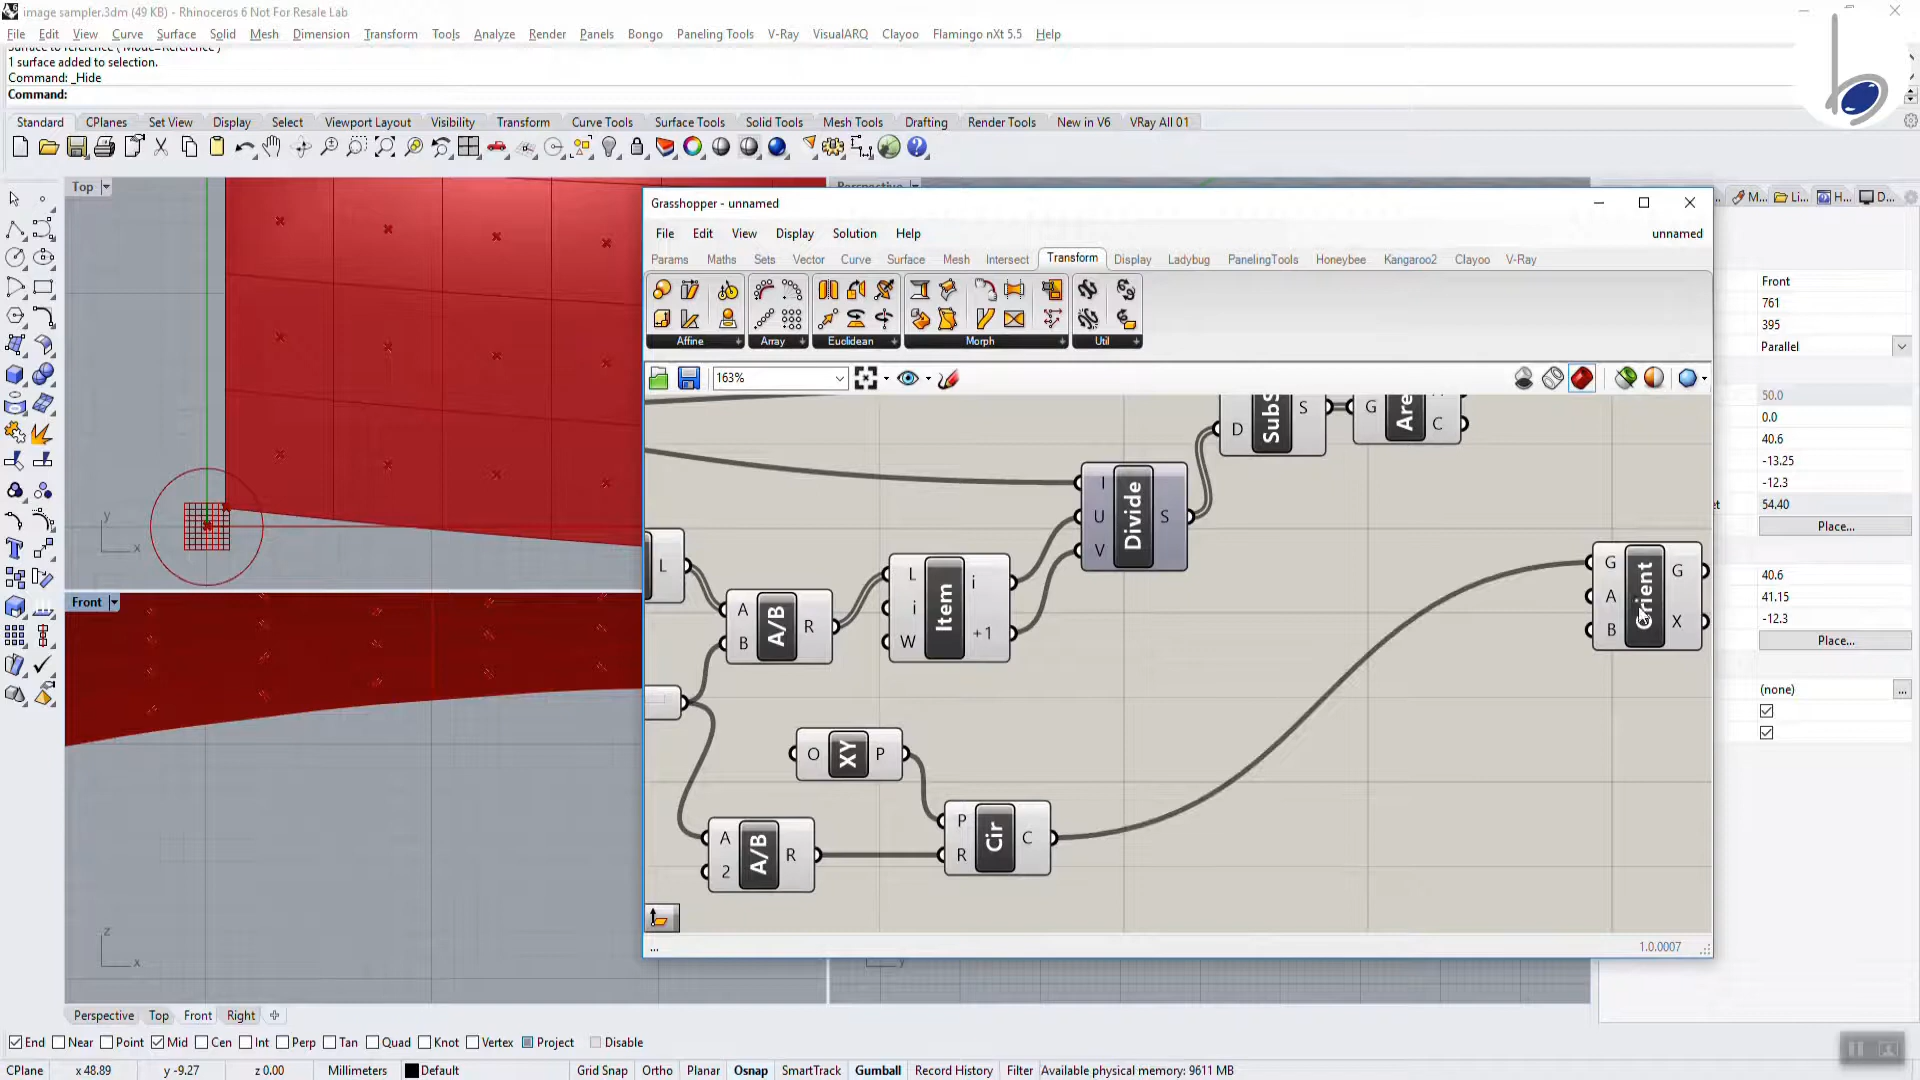 image sampler.3dm (49 KB) - Rhinoceros 6 Not For Resale Lab
File Edit View Curve Surface Solid Mesh Dimension Transform Tools Analyze Render Panels Bongo Paneling Tools V-Ray VisualARQ Clayoo Flamingo nXt 5.5 Help
Surface to reference ( Mode=Reference )
1 surface added to selection.
Command: _Hide
Command:
Standard CPlanes Set View Display Select Viewport Layout Visibility Transform Curve Tools Surface Tools Solid Tools Mesh Tools Drafting Render Tools New in V6 VRay All 01
Top
Perspective
M... Li... H... D...
Grasshopper - unnamed
File Edit View Display Solution Help
unnamed
Params Maths Sets Vector Curve Surface Mesh Intersect Transform Display Ladybug PanelingTools Honeybee Kangaroo2 Clayoo V-Ray
Affine Array Euclidean Morph Util
163%
D SubS S
G Are C
I U V Divide S
L
A B A/B R
L i W Item i +1
G A B Orient G X
O XY P
P R Cir C
A 2 A/B R
...
1.0.0007
Front
761
395
Parallel
50.0
0.0
40.6
-13.25
-12.3
54.40
Place...
40.6
41.15
-12.3
Place...
(none)
...
y
x
Front
z
x
y
Perspective Top Front Right
End Near Point Mid Cen Int Perp Tan Quad Knot Vertex Project Disable
CPlane x 48.89 y -9.27 z 0.00 Millimeters Default Grid Snap Ortho Planar Osnap SmartTrack Gumball Record History Filter Available physical memory: 9611 MB